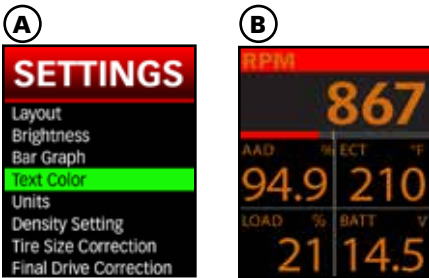 A
SETTINGS
Layout
Brightness
Bar Graph
Text Color
Units
Density Setting
Tire Size Correction
Final Drive Correction
B
RPM
867
AAD % ECT °F
94.9 210
LOAD % BATT V
21 14.5